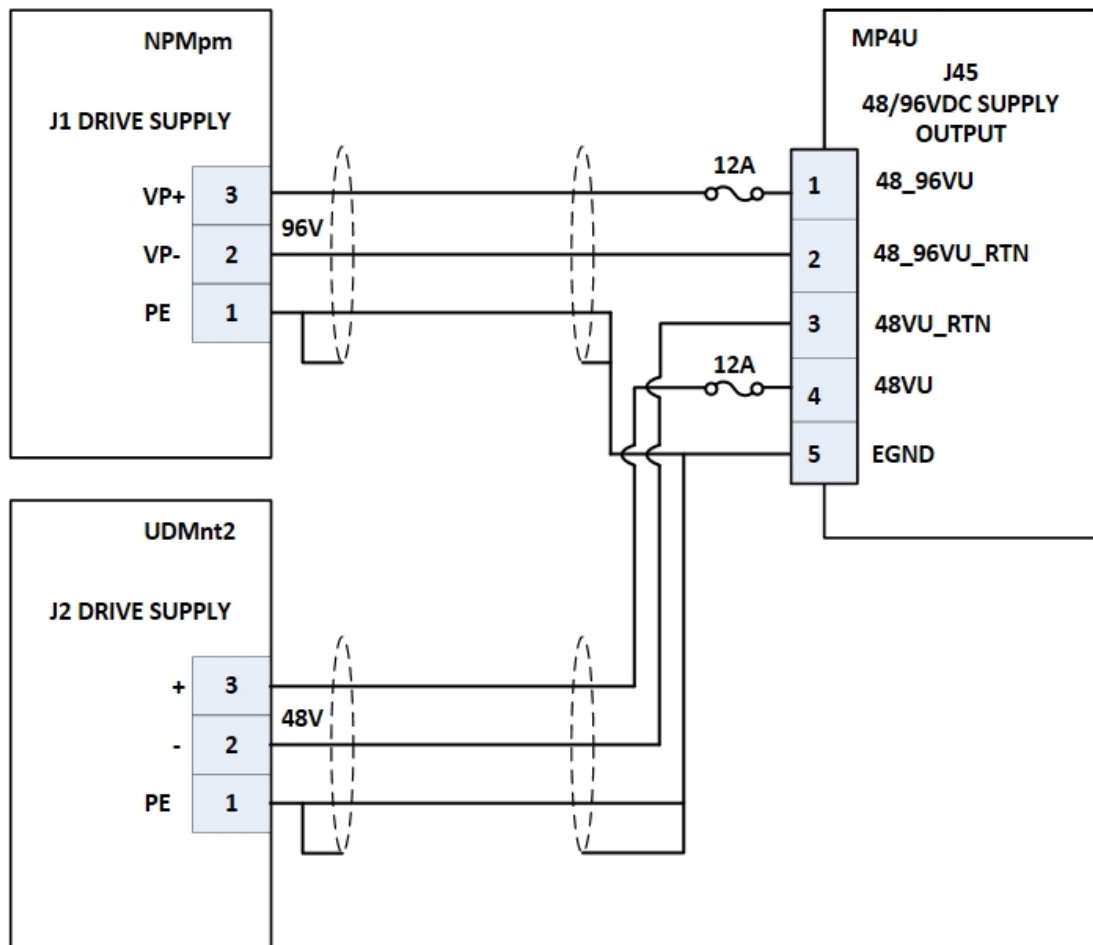 NPMpm
J1 DRIVE SUPPLY
VP+ 3
96V
VP- 2
PE 1
12A
12A
MP4U
J45
48/96VDC SUPPLY
OUTPUT
1 48_96VU
2 48_96VU_RTN
3 48VU_RTN
4 48VU
5 EGND
UDMnt2
J2 DRIVE SUPPLY
+ 3
48V
- 2
PE 1